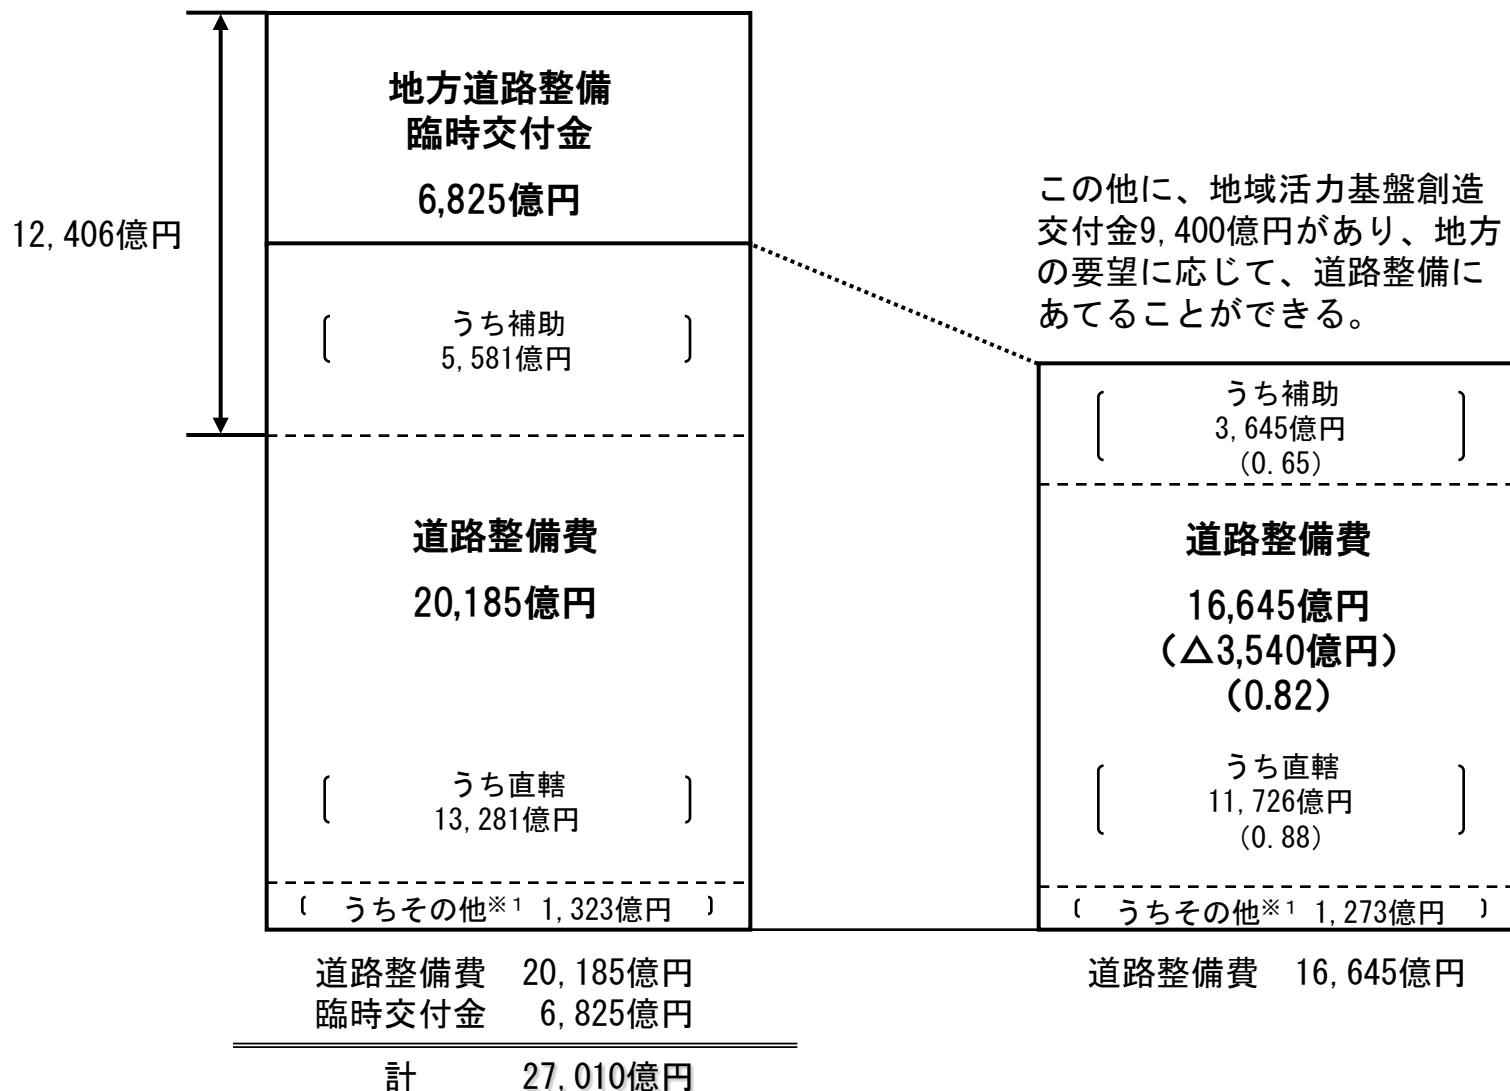 地方道路整備
臨時交付金
6,825億円
12,406億円
うち補助
5,581億円
道路整備費
20,185億円
うち直轄
13,281億円
うちその他※1 1,323億円
道路整備費 20,185億円
臨時交付金 6,825億円
計 27,010億円
この他に、地域活力基盤創造
交付金9,400億円があり、地方
の要望に応じて、道路整備に
あてることができる。
うち補助
3,645億円
(0.65)
道路整備費
16,645億円
(△3,540億円)
(0.82)
うち直轄
11,726億円
(0.88)
うちその他※1 1,273億円
道路整備費 16,645億円